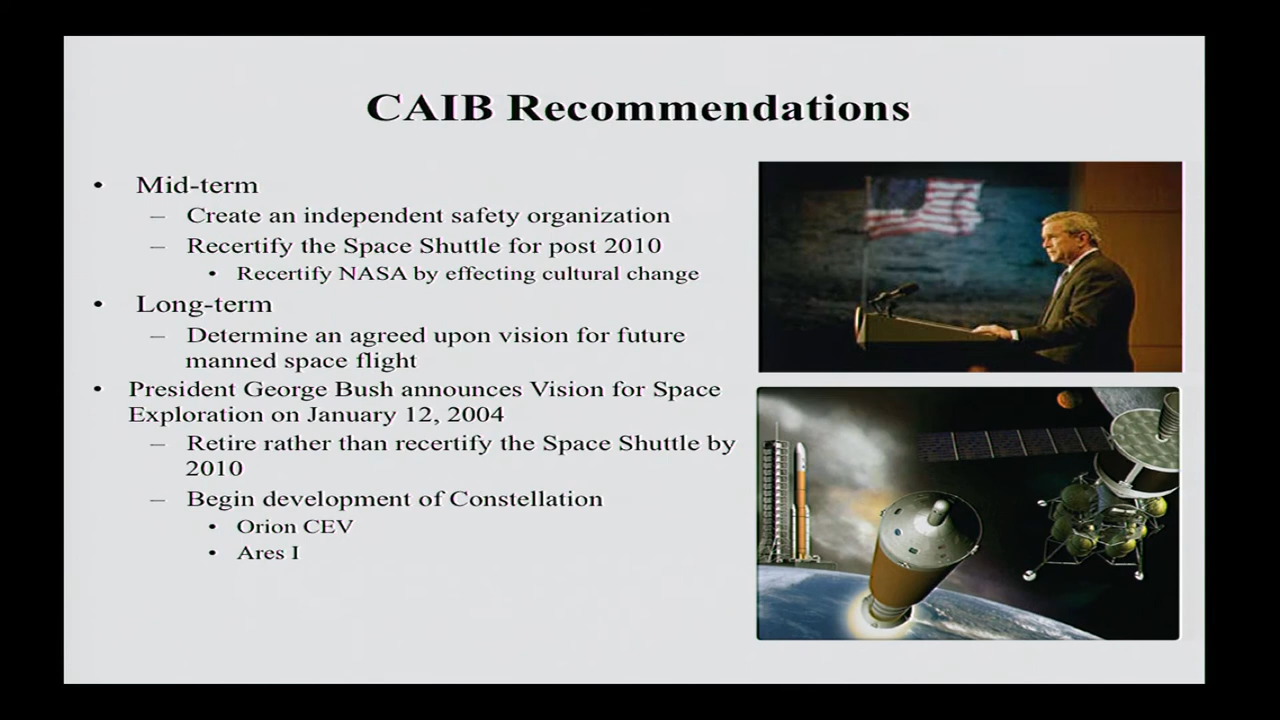 CAIB Recommendations
• Mid-term
– Create an independent safety organization
– Recertify the Space Shuttle for post 2010
• Recertify NASA by effecting cultural change
• Long-term
– Determine an agreed upon vision for future
manned space flight
• President George Bush announces Vision for Space
Exploration on January 12, 2004
– Retire rather than recertify the Space Shuttle by
2010
– Begin development of Constellation
• Orion CEV
• Ares I